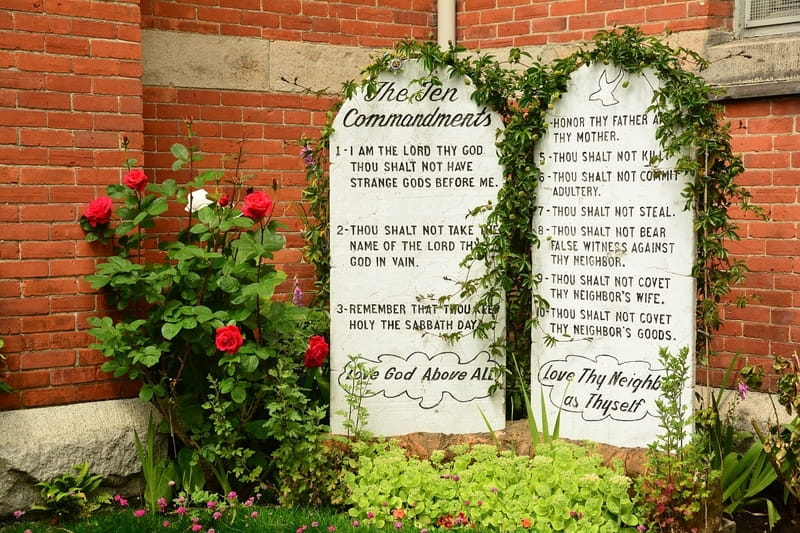 The Ten
Commandments
1 - I AM THE LORD THY GOD
THOU SHALT NOT HAVE
STRANGE GODS BEFORE ME.
2 - THOU SHALT NOT TAKE THE
NAME OF THE LORD THY
GOD IN VAIN.
3 - REMEMBER THAT THOU KEEP
HOLY THE SABBATH DAY
Love God Above All
HONOR THY FATHER AND
THY MOTHER.
5 - THOU SHALT NOT KILL
6 - THOU SHALT NOT COMMIT
ADULTERY.
7 - THOU SHALT NOT STEAL.
8 - THOU SHALT NOT BEAR
FALSE WITNESS AGAINST
THY NEIGHBOR.
9 - THOU SHALT NOT COVET
THY NEIGHBOR'S WIFE.
10 - THOU SHALT NOT COVET
THY NEIGHBOR'S GOODS.
Love Thy Neighbor
as Thyself